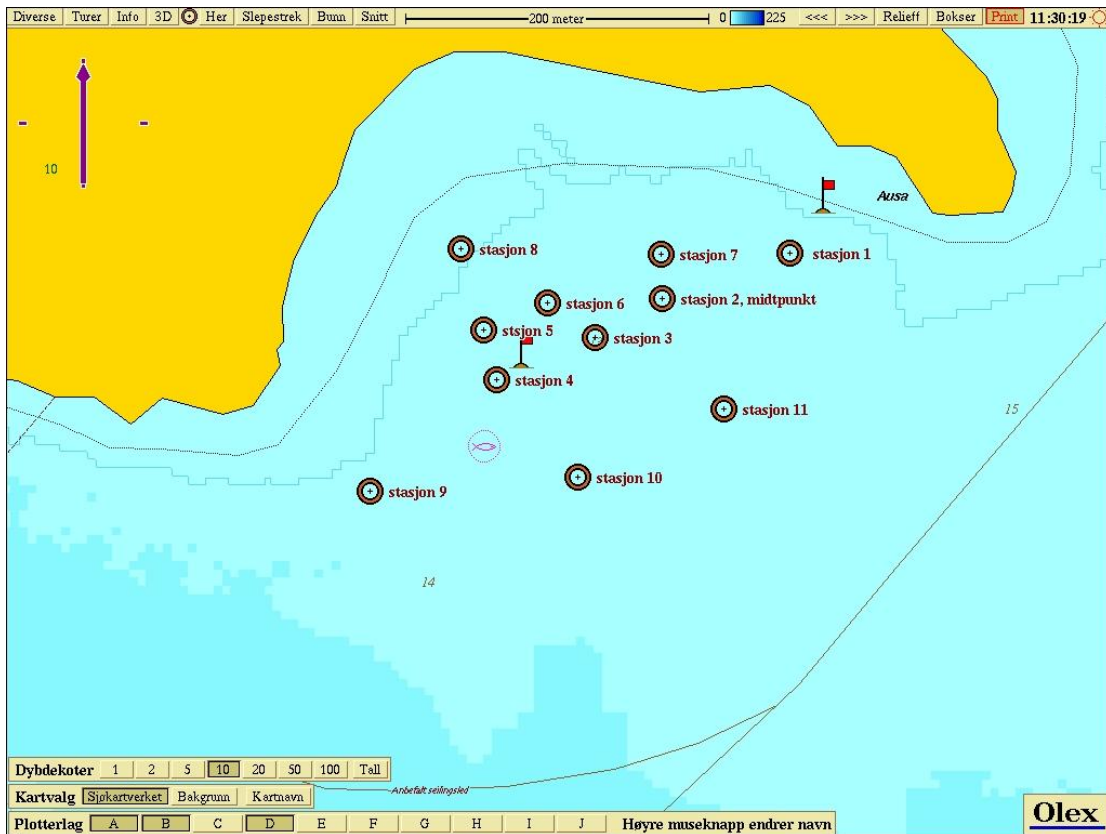 Diverse Turer Info 3D Her Slepestrek Bunn Snitt 200 meter 0 225 <<< >>> Relieff Bokser Print 11:30:19
10
Ausa
stasjon 8
stasjon 7
stasjon 1
stasjon 6
stasjon 2, midtpunkt
stsjon 5
stasjon 3
stasjon 4
stasjon 11
15
stasjon 10
stasjon 9
14
Dybdekoter 1 2 5 10 20 50 100 Tall
Anbefalt seilingsled
Kartvalg Sjøkartverket Bakgrunn Kartnavn
Olex
Plotterlag A B C D E F G H I J Høyre museknapp endrer navn